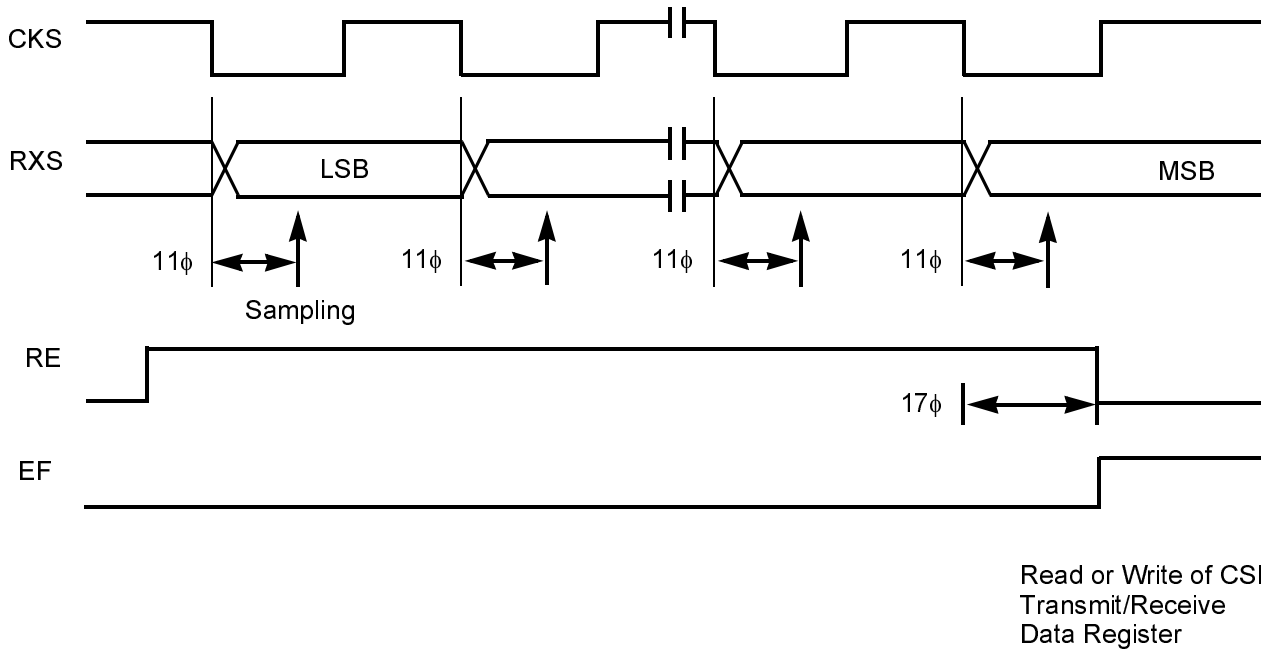 CKS
RXS
LSB
MSB
11ϕ
11ϕ
11ϕ
11ϕ
Sampling
RE
17ϕ
EF
Read or Write of
Transmit/Receive
Data Register